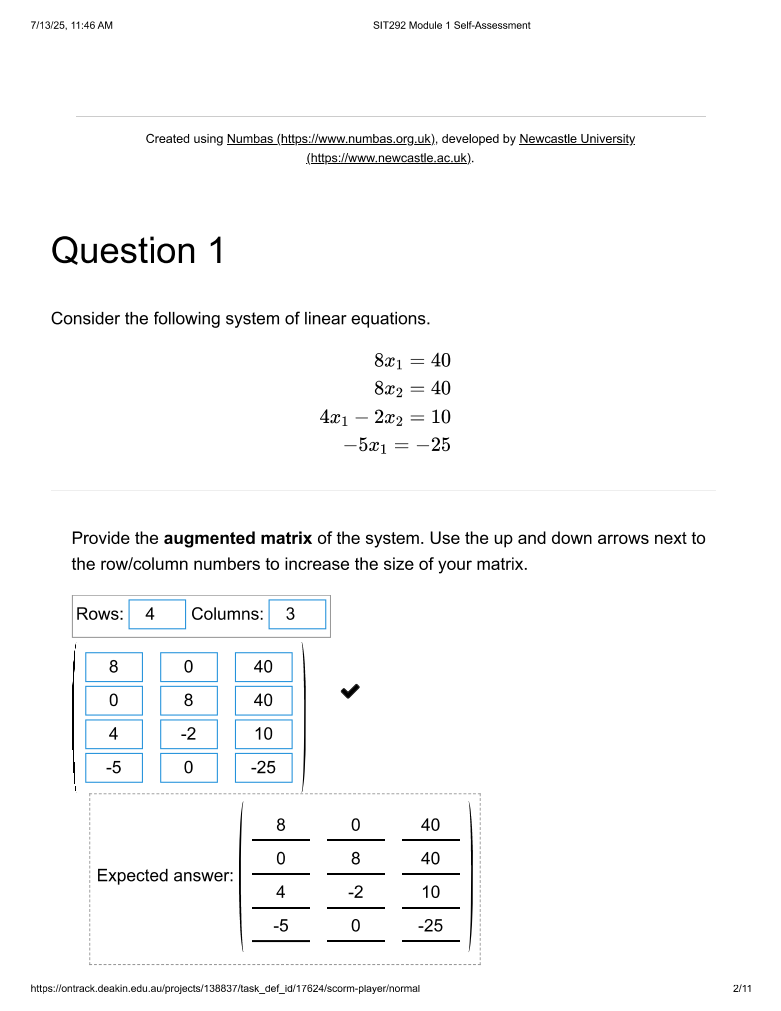 7/13/25, 11:46 AM SIT292 Module 1 Self-Assessment
Created using Numbas (https://www.numbas.org.uk), developed by Newcastle University
(https://www.newcastle.ac.uk).
Question 1
Consider the following system of linear equations.
8x₁ = 40
8x₂ = 40
4x₁ − 2x₂ = 10
−5x₁ = −25
Provide the augmented matrix of the system. Use the up and down arrows next to
the row/column numbers to increase the size of your matrix.
Rows: 4 Columns: 3
8 0 40
0 8 40
4 -2 10
-5 0 -25
Expected answer:
8 0 40
0 8 40
4 -2 10
-5 0 -25
https://ontrack.deakin.edu.au/projects/138837/task_def_id/17624/scorm-player/normal 2/11